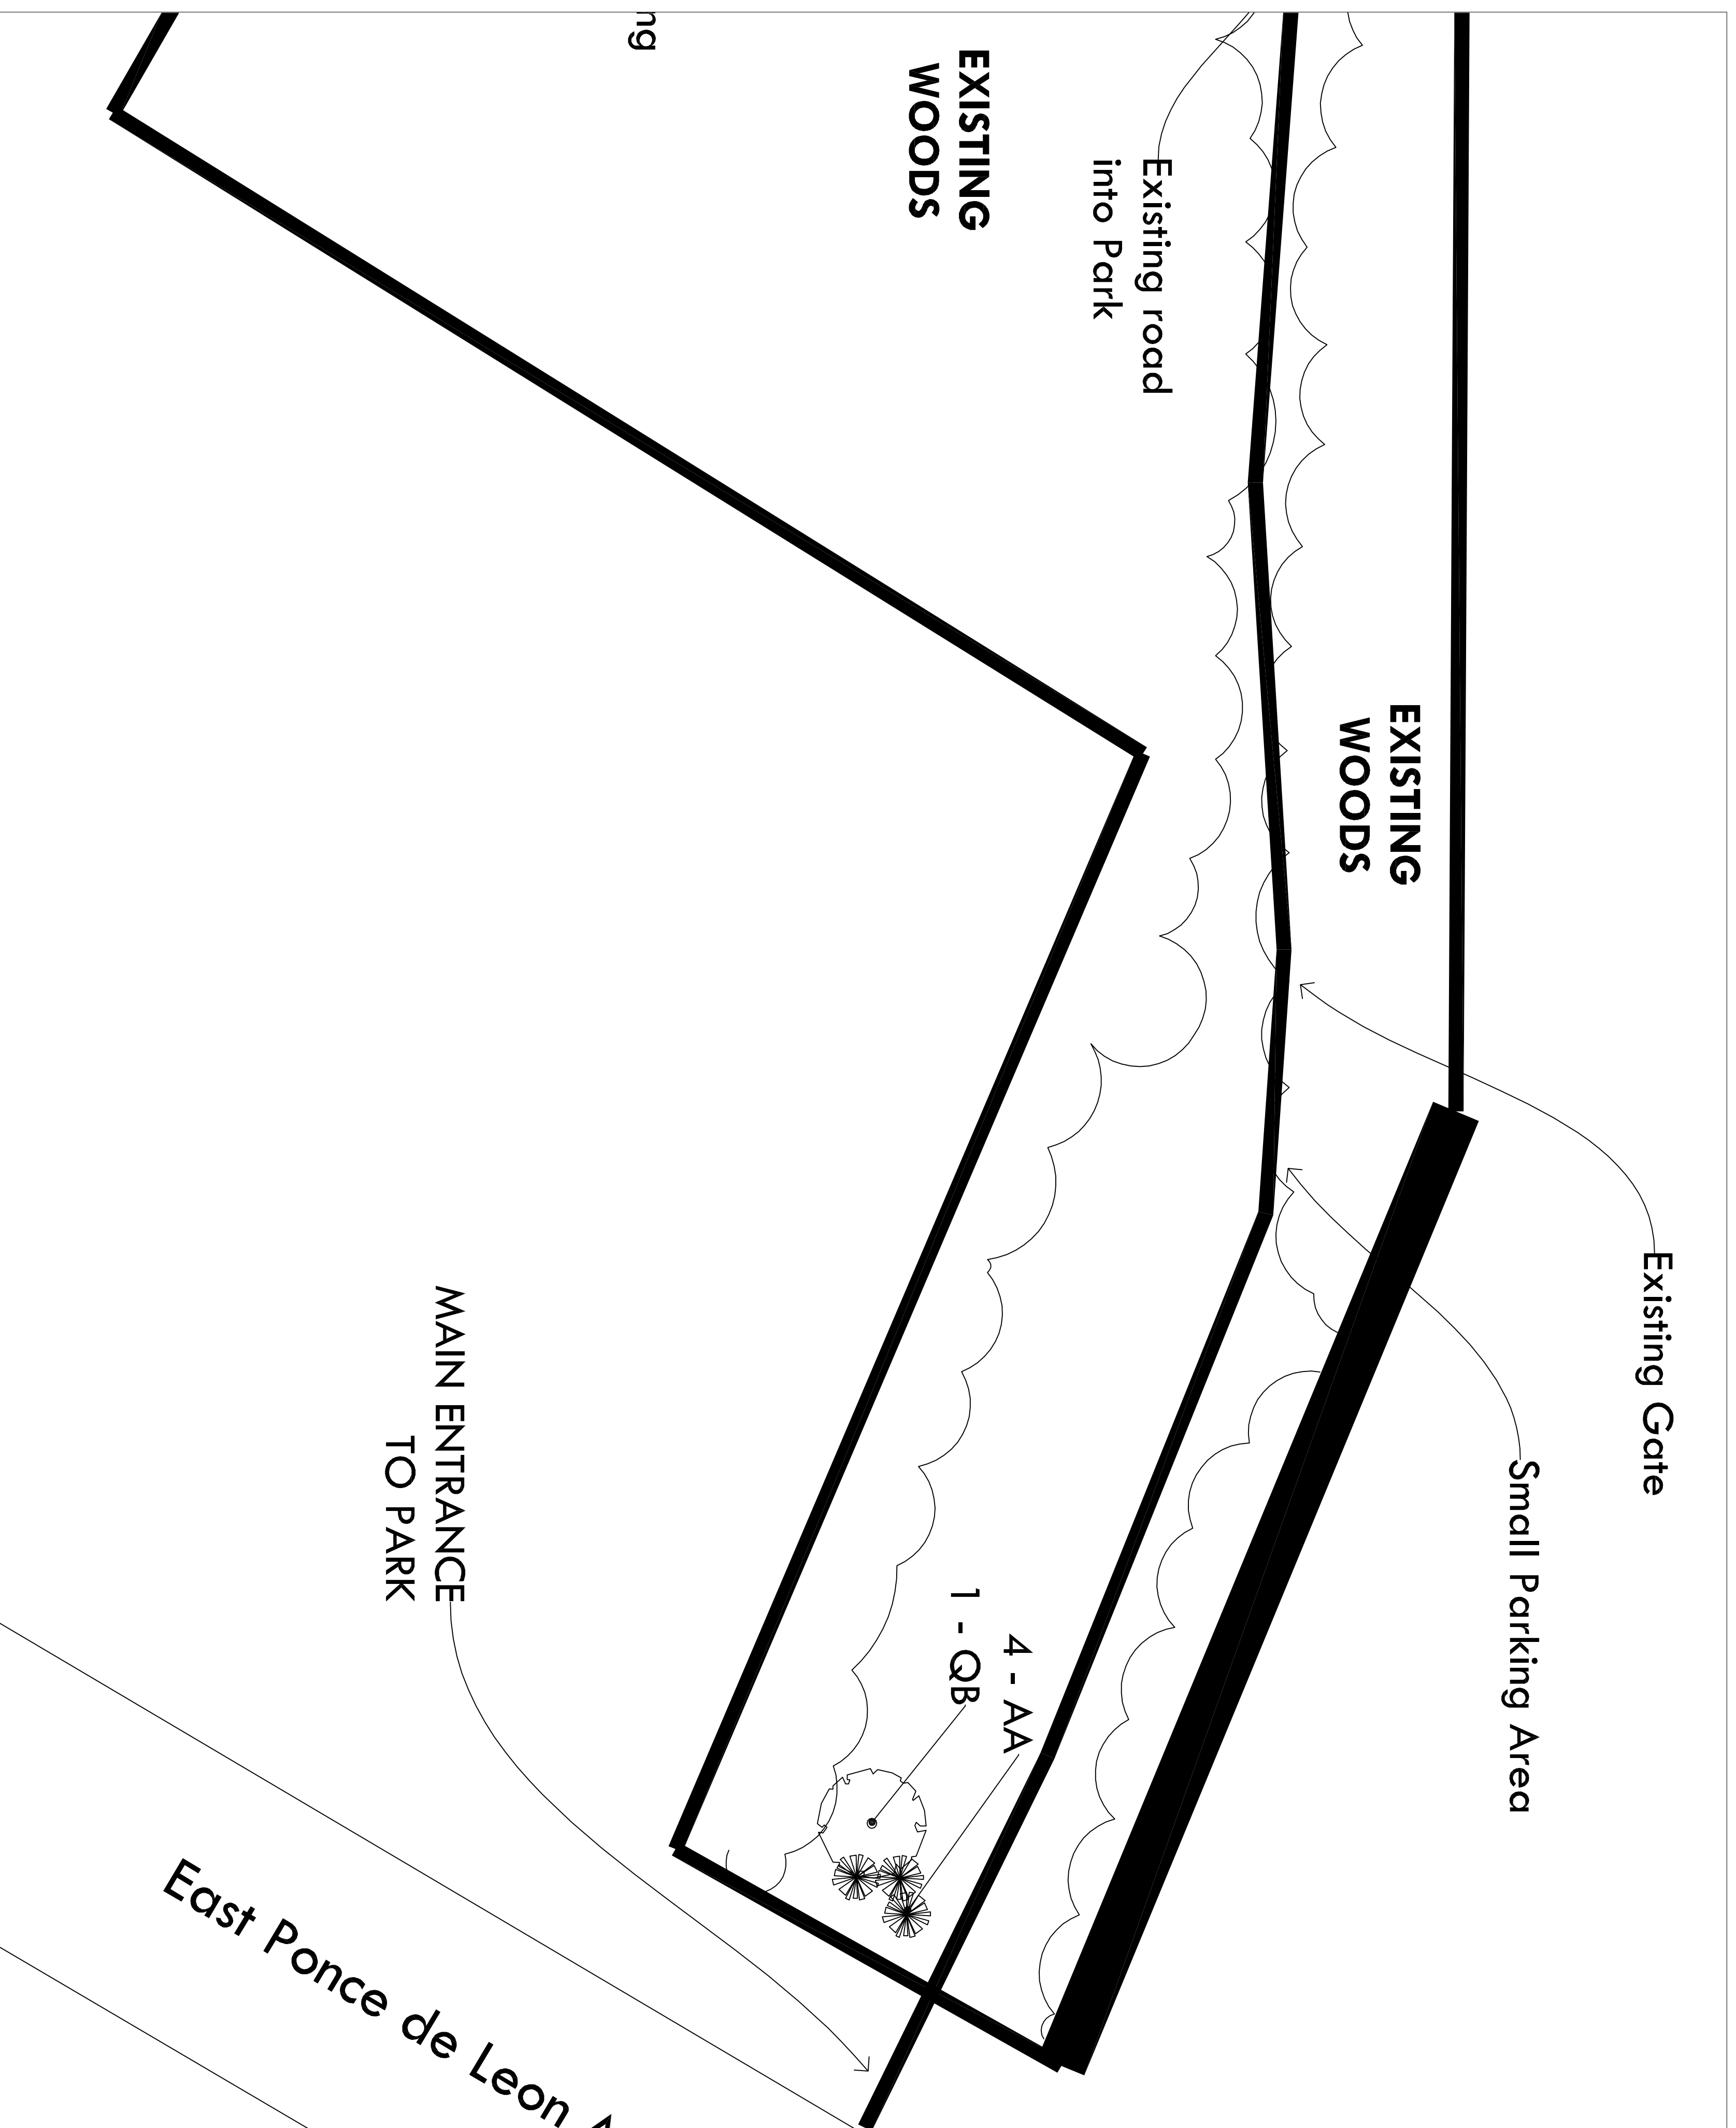 ng
EXISTING
WOODS
Existing road
into Park
EXISTING
WOODS
Existing Gate
Small Parking Area
MAIN ENTRANCE
TO PARK
4 - AA
1 - QB
East Ponce de Leon